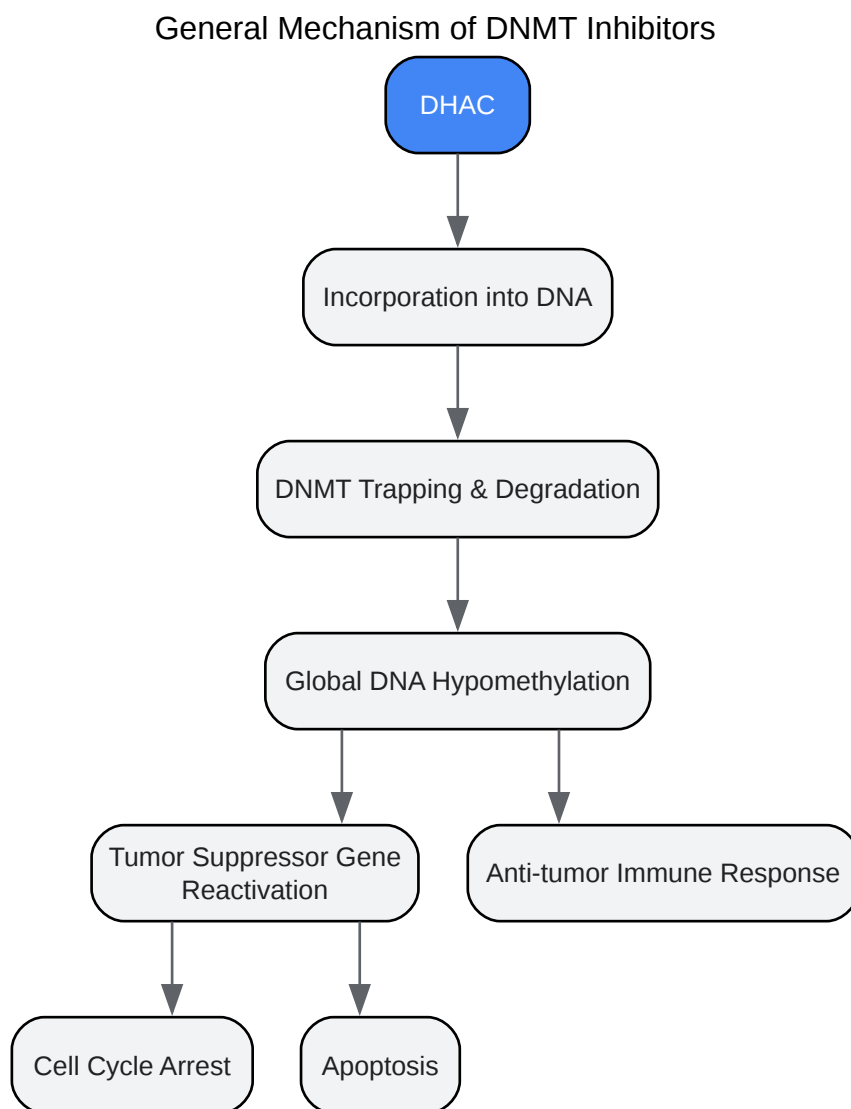 General Mechanism of DNMT Inhibitors
DHAC
Incorporation into DNA
DNMT Trapping & Degradation
Global DNA Hypomethylation
Tumor Suppressor Gene
Reactivation
Anti-tumor Immune Response
Cell Cycle Arrest
Apoptosis